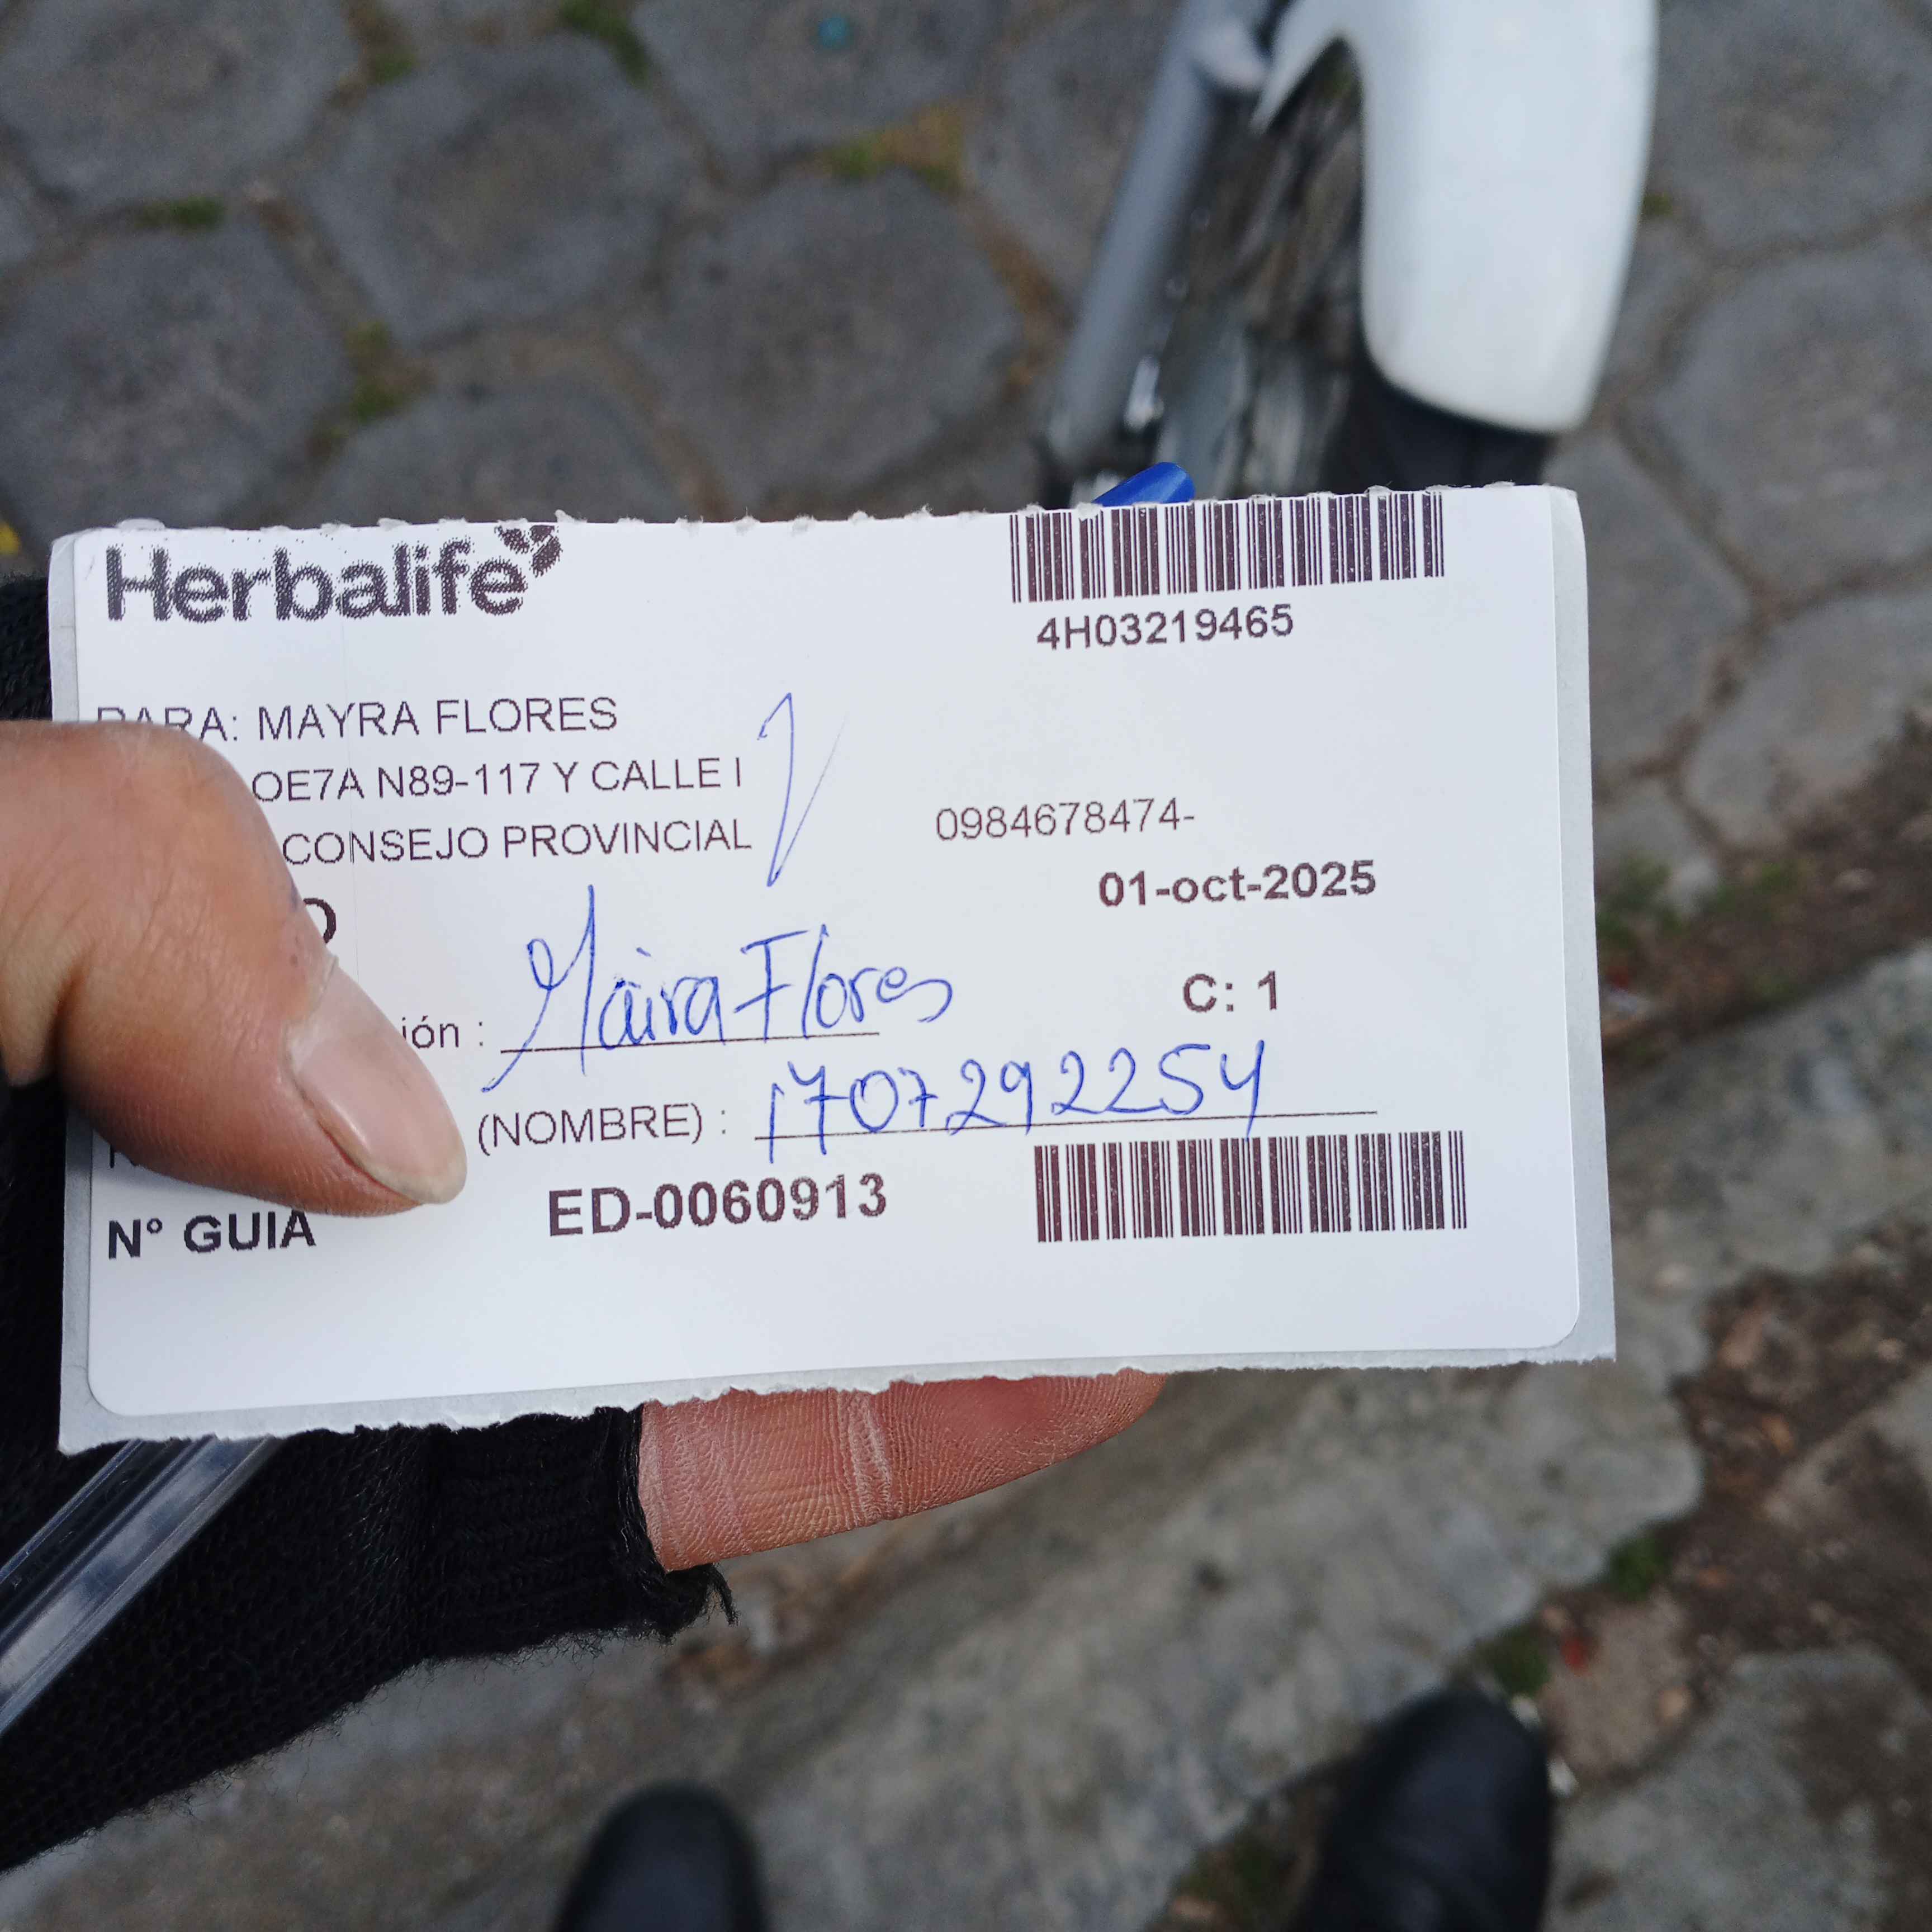 Herbalife
4H03219465
PARA: MAYRA FLORES
OE7A N89-117 Y CALLE I
CONSEJO PROVINCIAL
0984678474-
01-oct-2025
O
ión : Maira Flores
C: 1
(NOMBRE) : 1707292254
N° GUIA ED-0060913